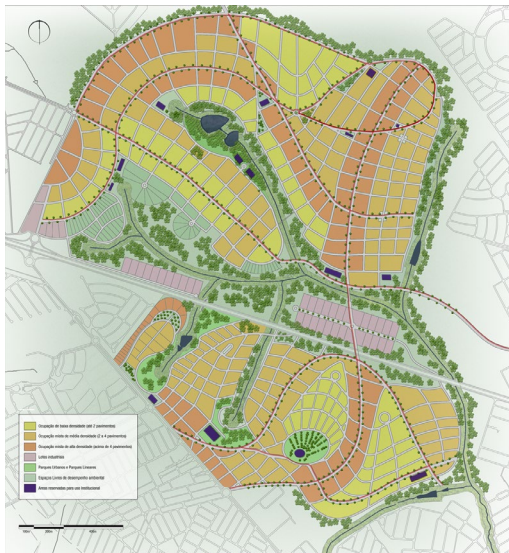 Ocupação de baixa densidade (até 2 pavimentos)
Ocupação mista de média densidade (2 a 4 pavimentos)
Ocupação mista de alta densidade (acima de 4 pavimentos)
Lotes industriais
Parques Urbanos e Parques Lineares
Espaços Livres de desempenho ambiental
Áreas reservadas para uso institucional